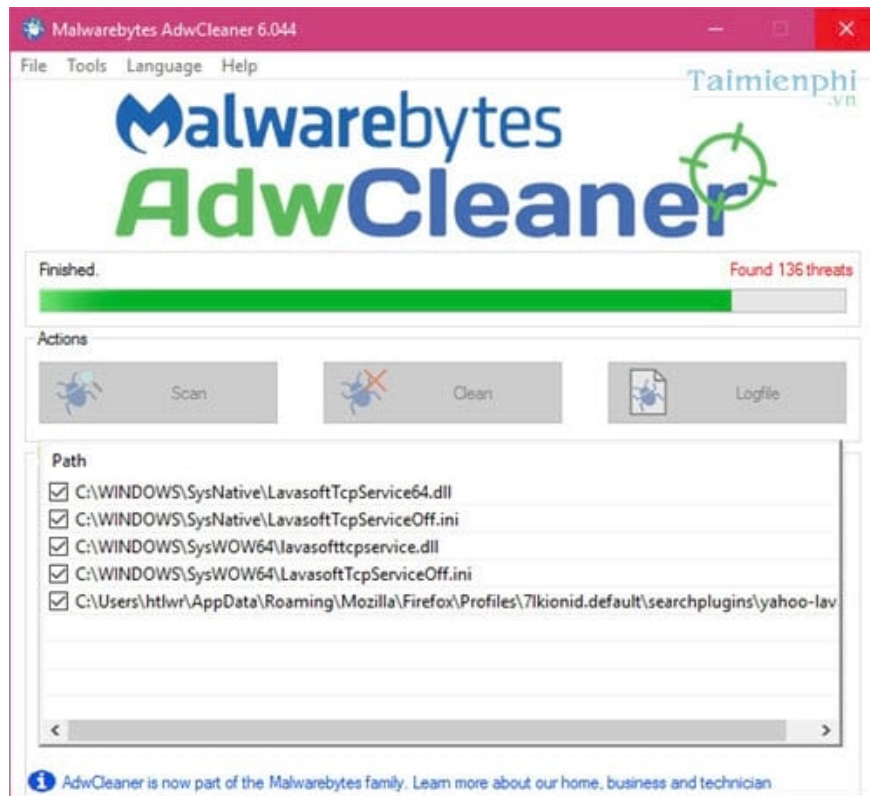 Malwarebytes AdwCleaner 6.044
File Tools Language Help
Taimienphi
.vn
Malwarebytes
AdwCleaner
Finished.
Found 136 threats
Actions
Scan
Clean
Logfile
Path
C:\WINDOWS\SysNative\LavasoftTcpService64.dll
C:\WINDOWS\SysNative\LavasoftTcpServiceOff.ini
C:\WINDOWS\SysWOW64\lavasofttcpservice.dll
C:\WINDOWS\SysWOW64\LavasoftTcpServiceOff.ini
C:\Users\htlwr\AppData\Roaming\Mozilla\Firefox\Profiles\7lkionid.default\searchplugins\yahoo-lav
AdwCleaner is now part of the Malwarebytes family. Learn more about our home, business and technician